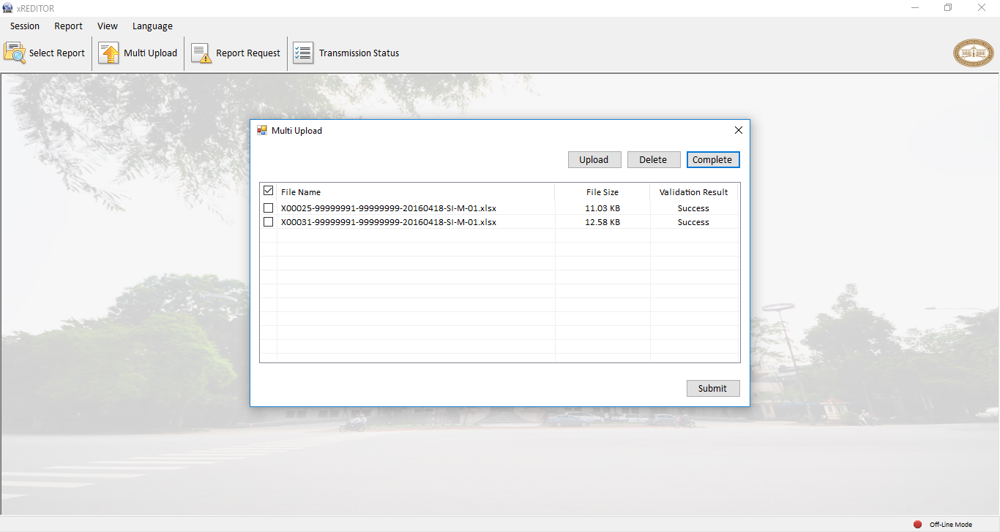 xREDITOR
Session Report View Language
Select Report Multi Upload Report Request Transmission Status
Multi Upload
Upload Delete Complete
File Name File Size Validation Result
X00025-99999991-99999999-20160418-SI-M-01.xlsx 11.03 KB Success
X00031-99999991-99999999-20160418-SI-M-01.xlsx 12.58 KB Success
Submit
Off-Line Mode